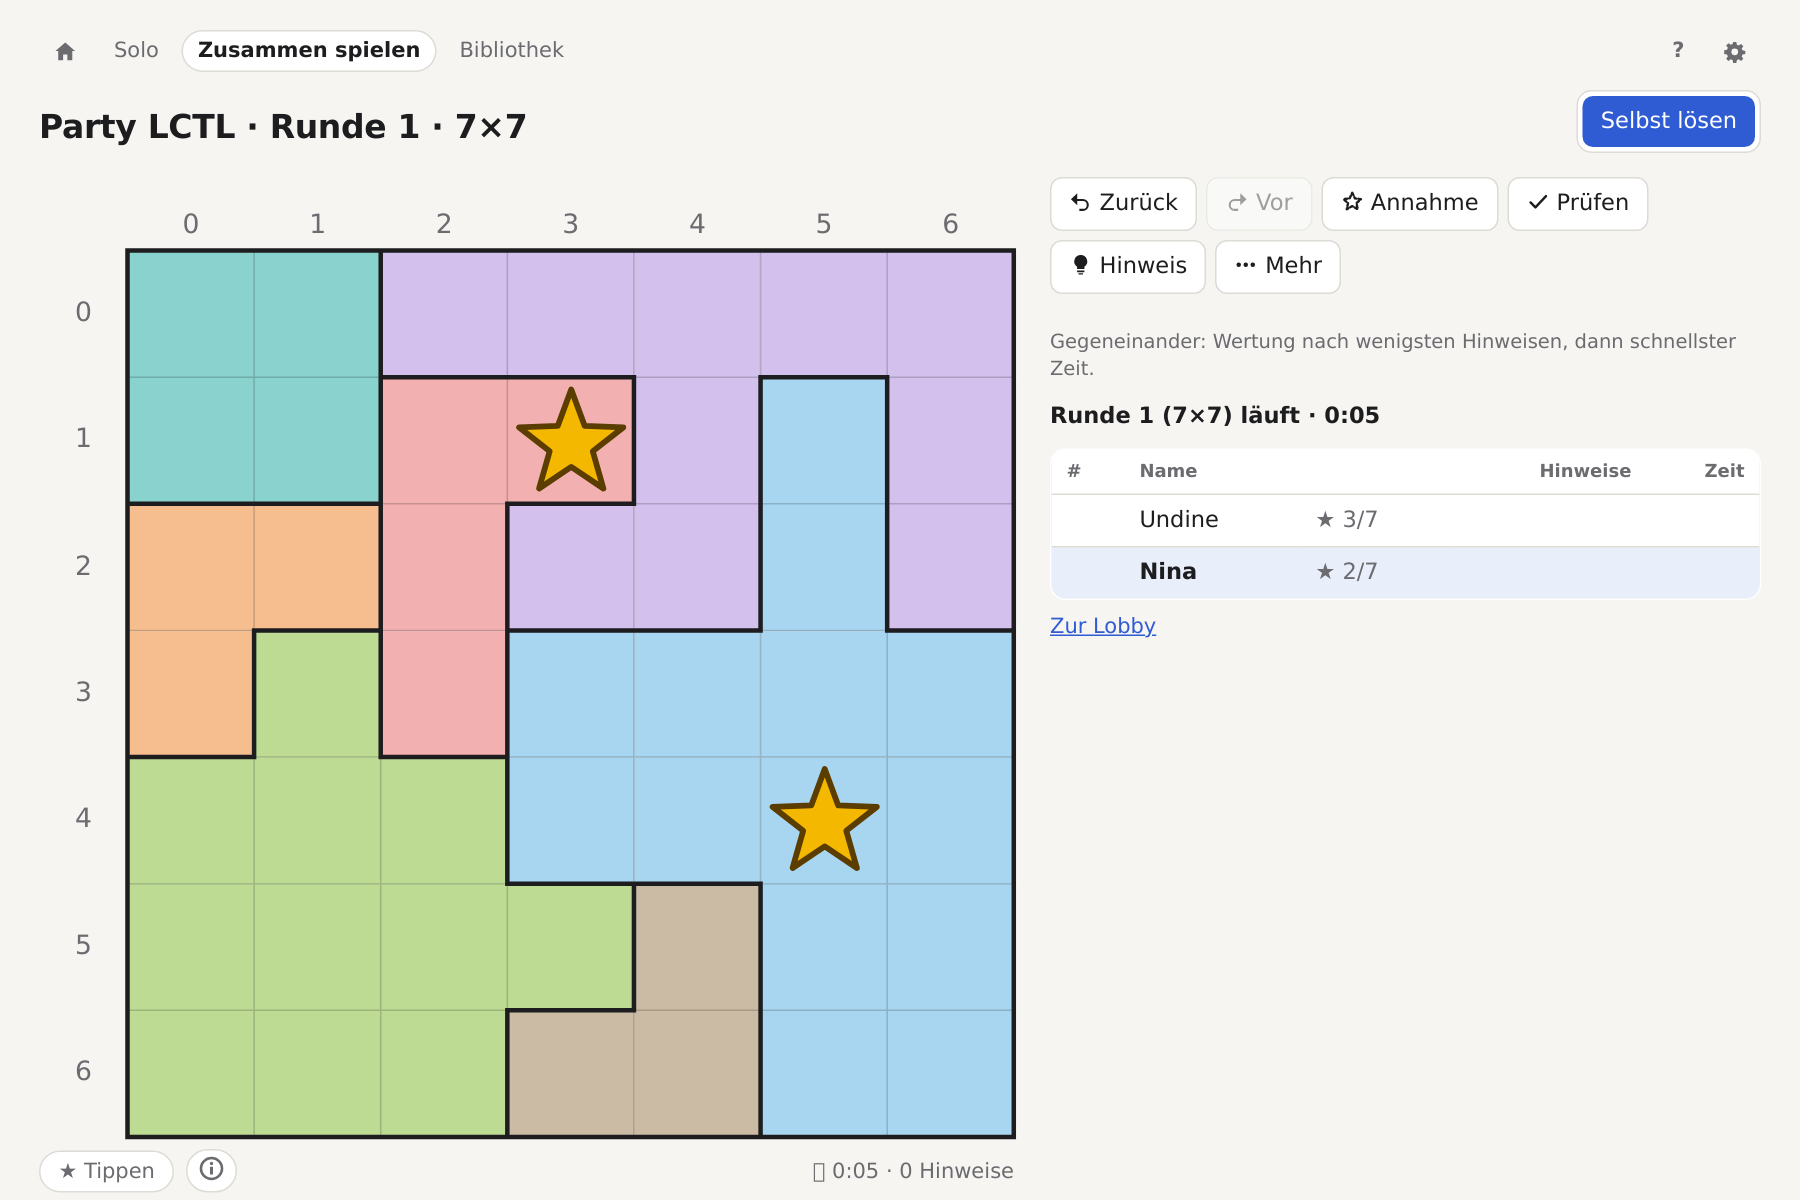 Solo Zusammen spielen Bibliothek ?
Party LCTL · Runde 1 · 7×7
Selbst lösen
Zurück Vor Annahme Prüfen
Hinweis Mehr
0 1 2 3 4 5 6
0
1
2
3
4
5
6
Gegeneinander: Wertung nach wenigsten Hinweisen, dann schnellster
Zeit.
Runde 1 (7×7) läuft · 0:05
# Name Hinweise Zeit
Undine ★ 3/7
Nina ★ 2/7
Zur Lobby
★ Tippen
0:05 · 0 Hinweise